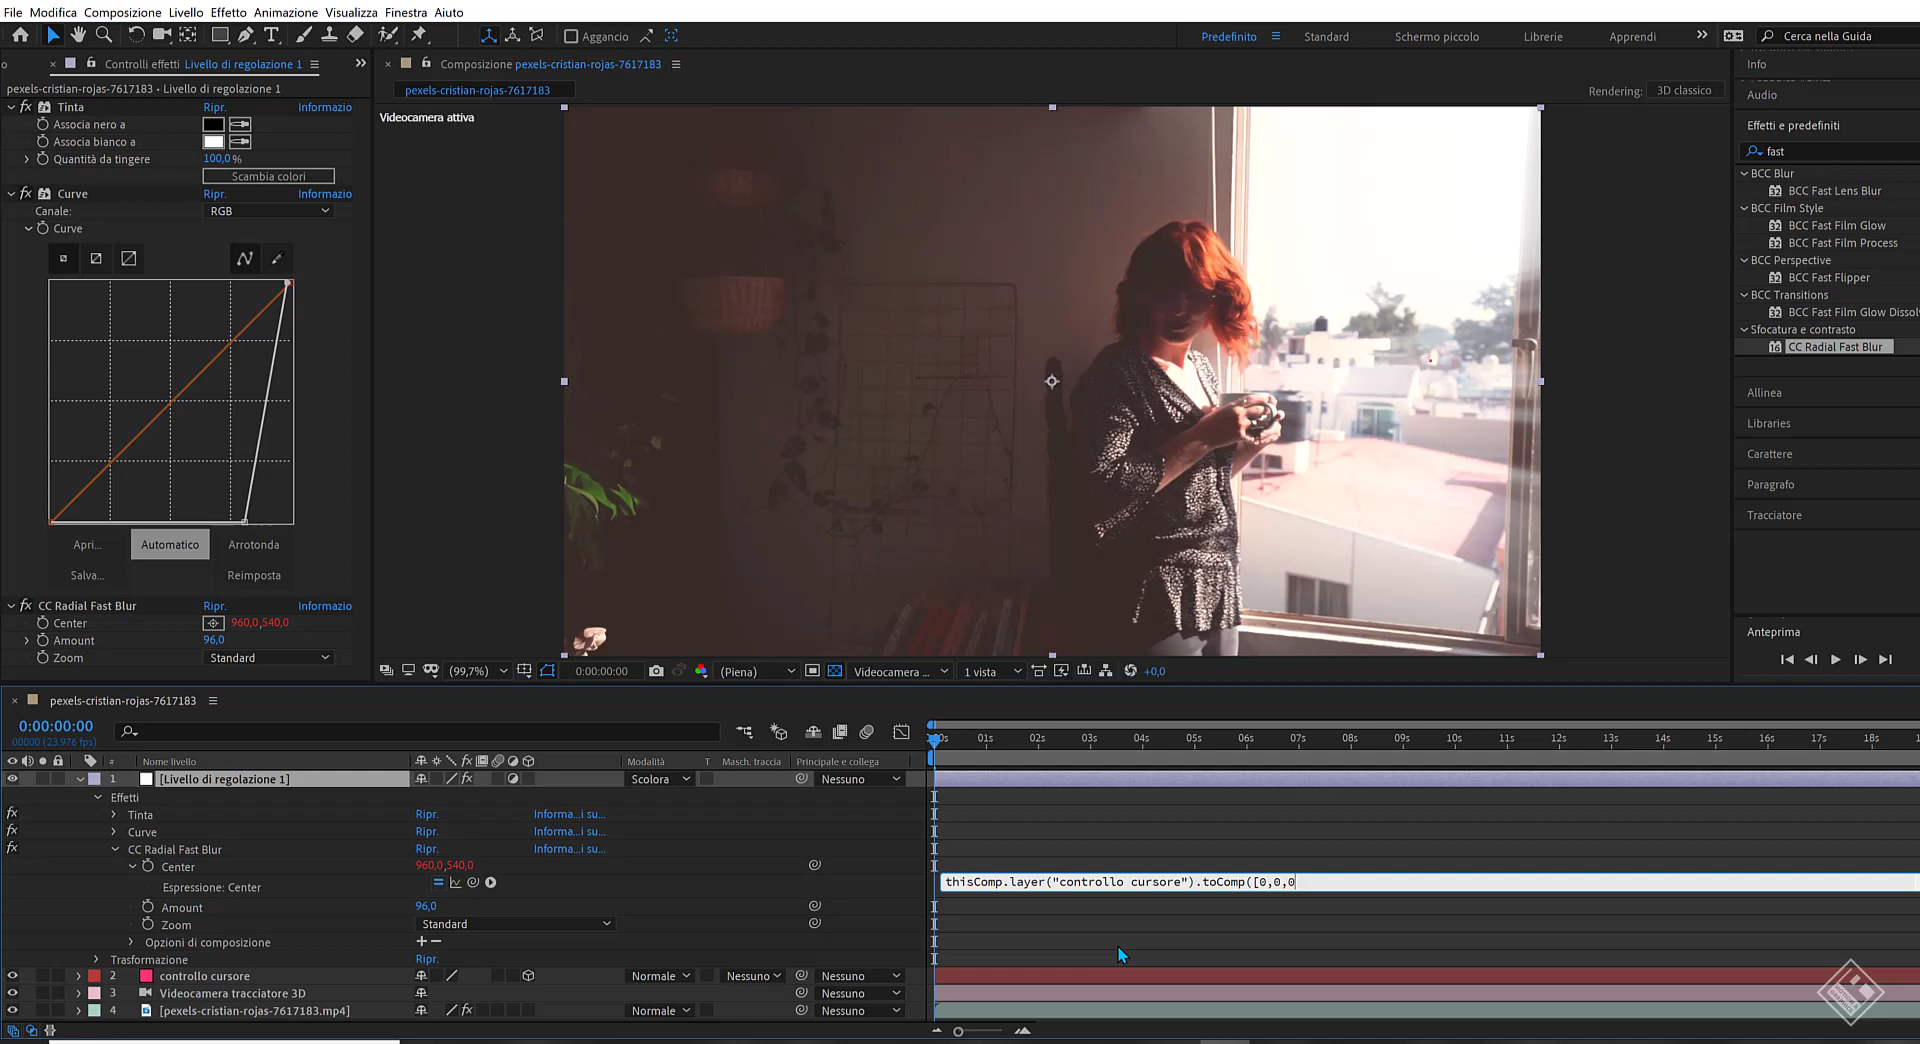 File Modifica Composizione Livello Effetto Animazione Visualizza Finestra Aiuto
Aggancio
Predefinito Standard Schermo piccolo Librerie Apprendi Cerca nella Guida
Controlli effetti Livello di regolazione 1
pexels-cristian-rojas-7617183 • Livello di regolazione 1
Tinta Ripr. Informazio
Associa nero a
Associa bianco a
Quantità da tingere 100,0%
Scambia colori
Curve Ripr. Informazio
Canale: RGB
Curve
Apri... Automatico Arrotonda
Salva... Reimposta
CC Radial Fast Blur Ripr. Informazio
Center 960,0,540,0
Amount 96,0
Zoom Standard
Composizione pexels-cristian-rojas-7617183
pexels-cristian-rojas-7617183
Rendering: 3D classico
Videocamera attiva
(99,7%) 0:00:00:00 (Piena) Videocamera ... 1 vista +0,0
Info
Audio
Effetti e predefiniti
fast
BCC Blur
BCC Fast Lens Blur
BCC Film Style
BCC Fast Film Glow
BCC Fast Film Process
BCC Perspective
BCC Fast Flipper
BCC Transitions
BCC Fast Film Glow Dissol
Sfocatura e contrasto
CC Radial Fast Blur
Allinea
Libraries
Carattere
Paragrafo
Tracciatore
Anteprima
pexels-cristian-rojas-7617183
0:00:00:00
00000 (23.976 fps)
01s 02s 03s 04s 05s 06s 07s 08s 09s 10s 11s 12s 13s 14s 15s 16s 17s 18s
# Nome livello Modalità T Masch. traccia Principale e collega
1 [Livello di regolazione 1] Scolora Nessuno
Effetti
Tinta Ripr. Informa...i su...
Curve Ripr. Informa...i su...
CC Radial Fast Blur Ripr. Informa...i su...
Center 960,0,540,0
Espressione: Center thisComp.layer("controllo cursore").toComp([0,0,0
Amount 96,0
Zoom Standard
Opzioni di composizione
Trasformazione Ripr.
2 controllo cursore Normale Nessuno Nessuno
3 Videocamera tracciatore 3D Nessuno
4 [pexels-cristian-rojas-7617183.mp4] Normale Nessuno